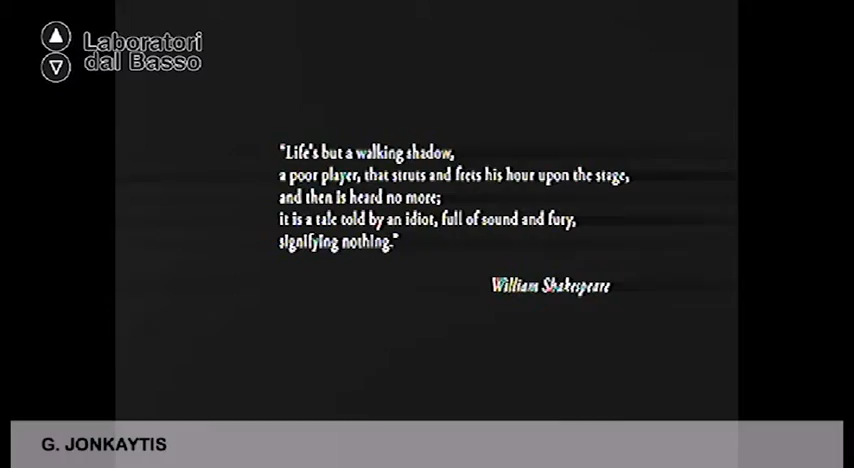 Laboratori
dal Basso
"Life's but a walking shadow,
a poor player, that struts and frets his hour upon the stage,
and then is heard no more;
it is a tale told by an idiot, full of sound and fury,
signifying nothing."
William Shakespeare
G. JONKAYTIS